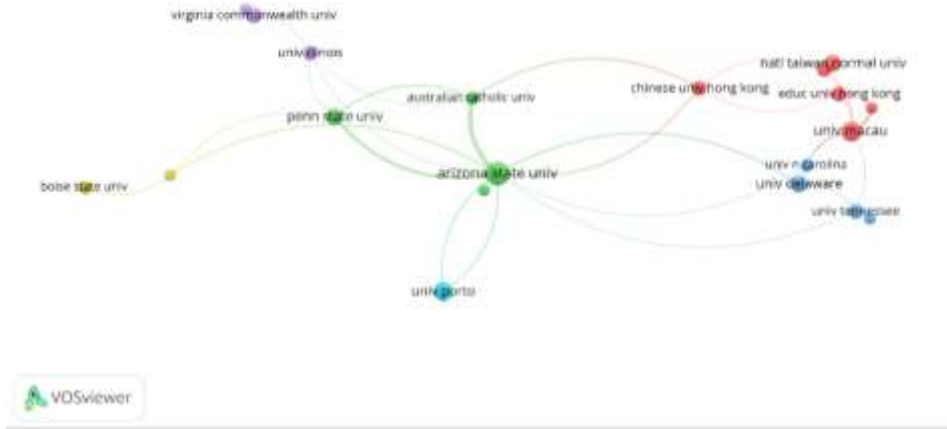 virginia commonwealth univ
univ illinois
natl taiwan normal univ
chinese univ hong kong
educ univ hong kong
australian catholic univ
penn state univ
univ macau
univ n carolina
arizona state univ
univ delaware
boise state univ
univ tennessee
univ porto
VOSviewer